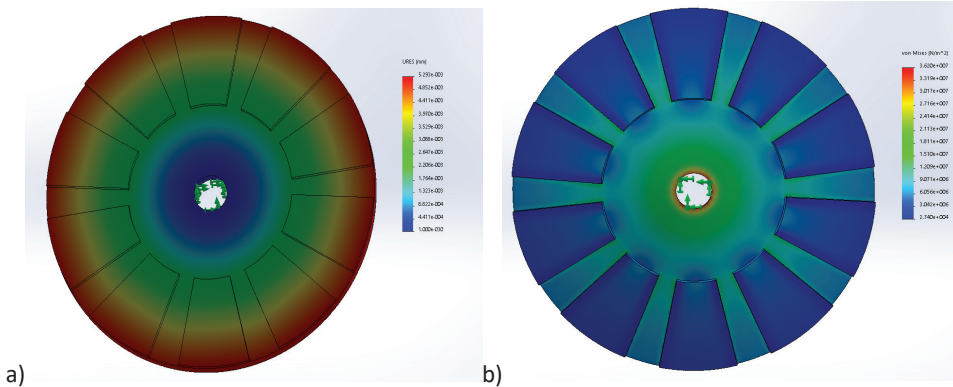 URES (mm)
5.293e-003
4.852e-003
4.411e-003
3.970e-003
3.529e-003
3.088e-003
2.647e-003
2.206e-003
1.764e-003
1.323e-003
8.822e-004
4.411e-004
1.000e-030
von Mises (N/m^2)
3.620e+007
3.319e+007
3.017e+007
2.716e+007
2.414e+007
2.113e+007
1.811e+007
1.510e+007
1.209e+007
9.071e+006
6.056e+006
3.042e+006
2.740e+004
a)
b)